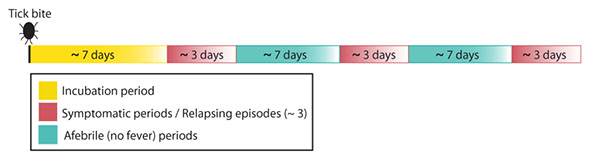 Tick bite
~ 7 days ~ 3 days ~ 7 days ~ 3 days ~ 7 days ~ 3 days
Incubation period
Symptomatic periods / Relapsing episodes (~ 3)
Afebrile (no fever) periods